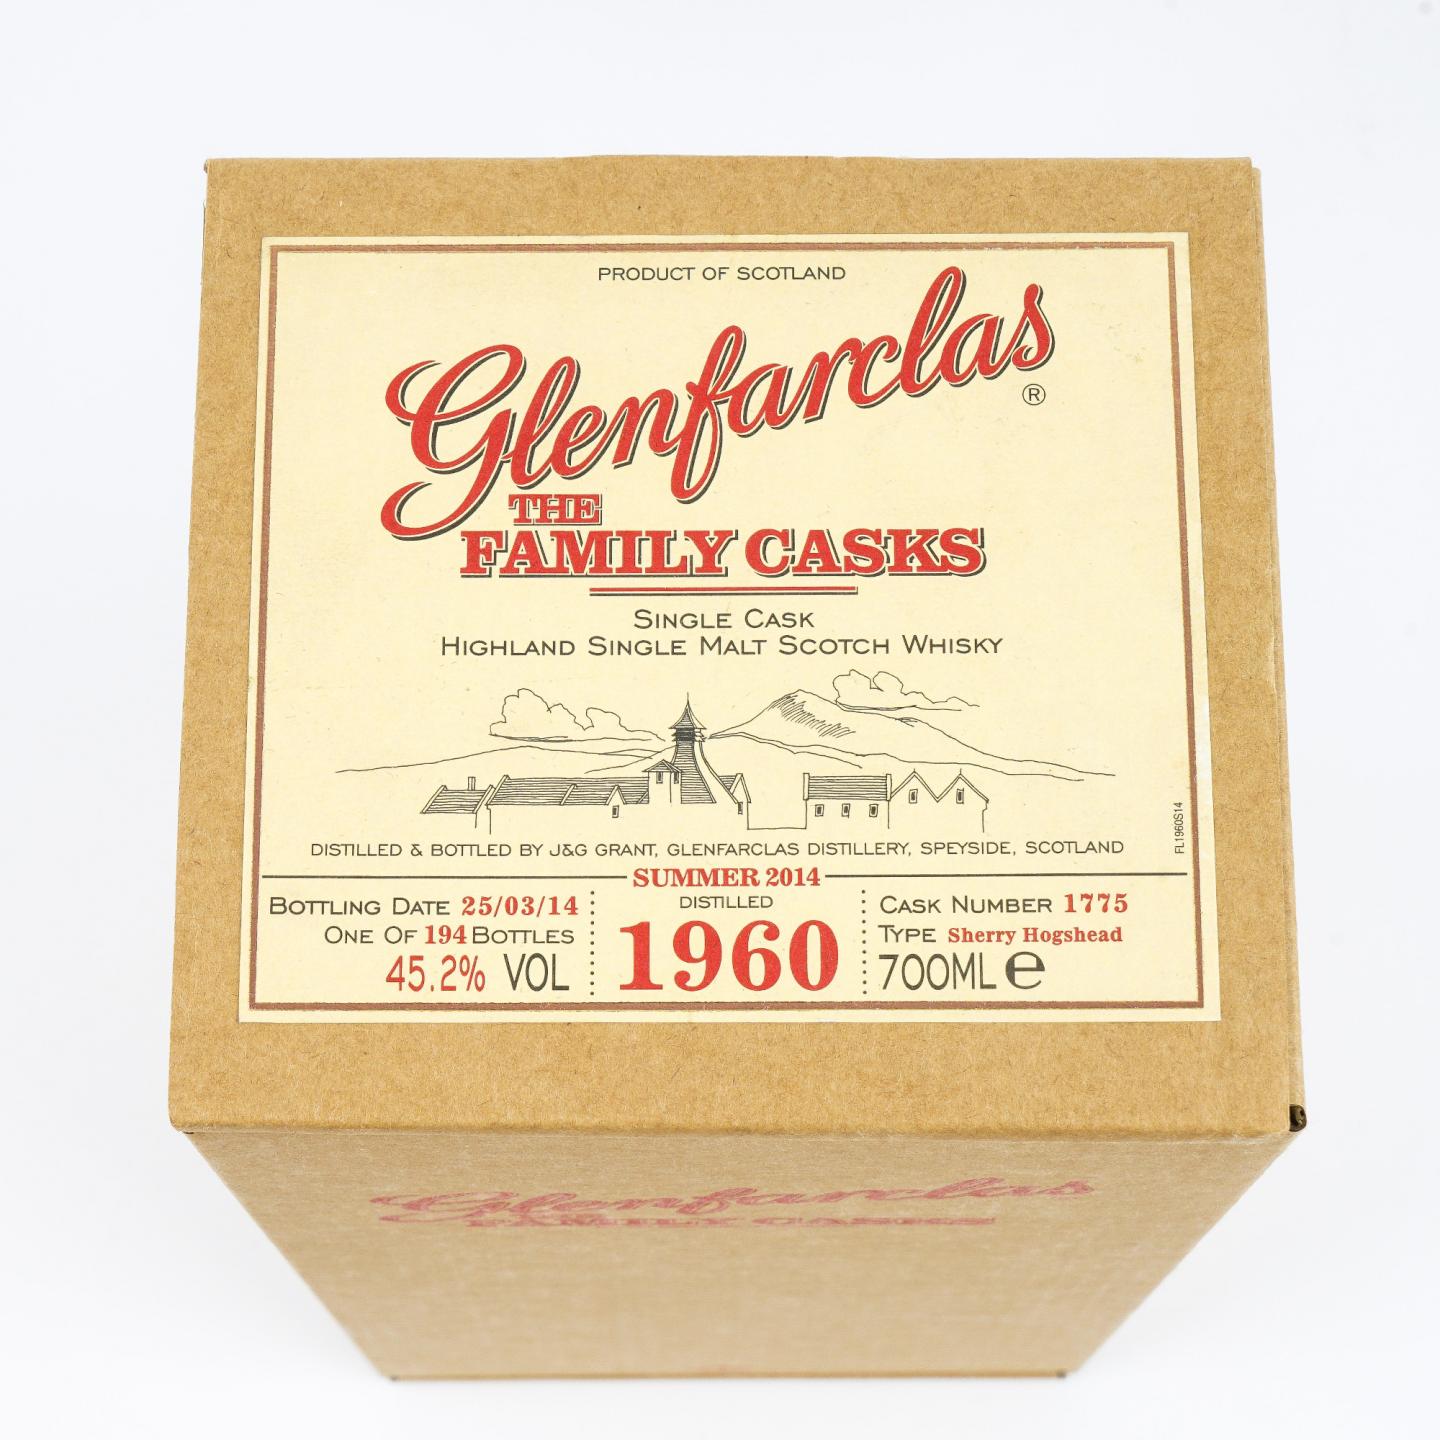 PRODUCT OF SCOTLAND
Glenfarclas®
THE
FAMILY CASKS
SINGLE CASK
HIGHLAND SINGLE MALT SCOTCH WHISKY
FL1960S14
DISTILLED & BOTTLED BY J&G GRANT, GLENFARCLAS DISTILLERY, SPEYSIDE, SCOTLAND
SUMMER 2014
BOTTLING DATE 25/03/14
ONE OF 194 BOTTLES
45.2% VOL
DISTILLED
1960
CASK NUMBER 1775
TYPE Sherry Hogshead
700ML e
Glenfarclas
FAMILY CASKS